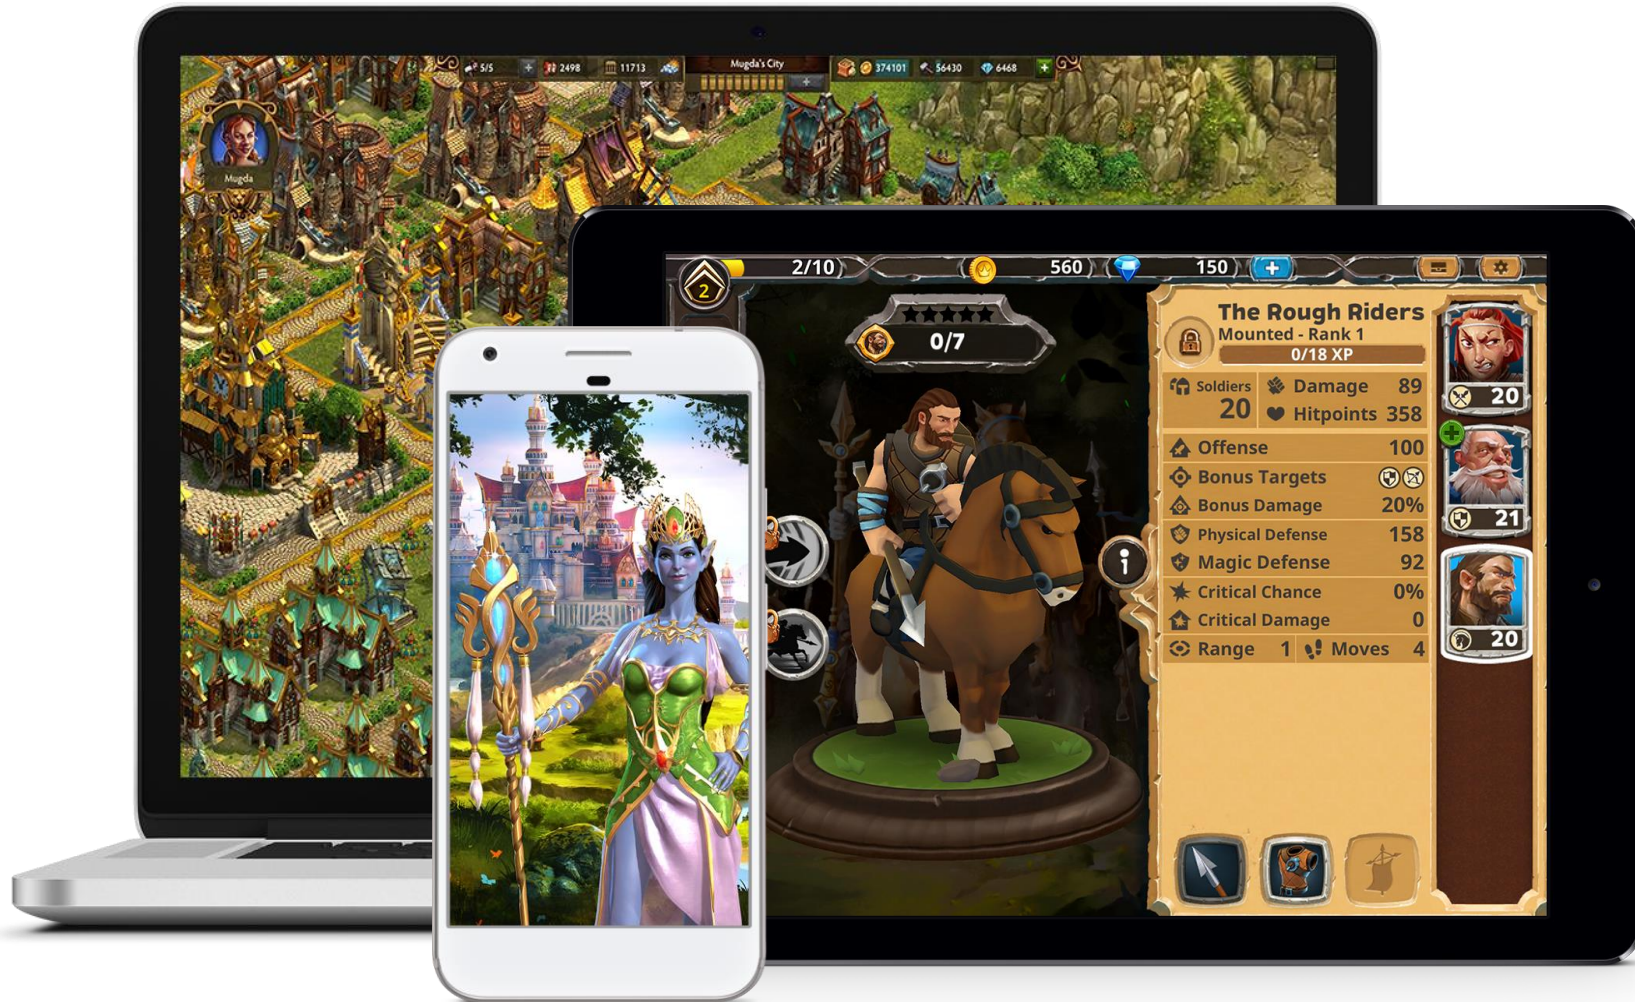 5/5 2498 11713 Mugda's City 374101 56430 6468
Mugda
2 2/10 560 150
0/7
The Rough Riders
Mounted - Rank 1
0/18 XP
Soldiers 20
Damage 89
Hitpoints 358
Offense 100
Bonus Targets
Bonus Damage 20%
Physical Defense 158
Magic Defense 92
Critical Chance 0%
Critical Damage 0
Range 1 Moves 4
20
21
20